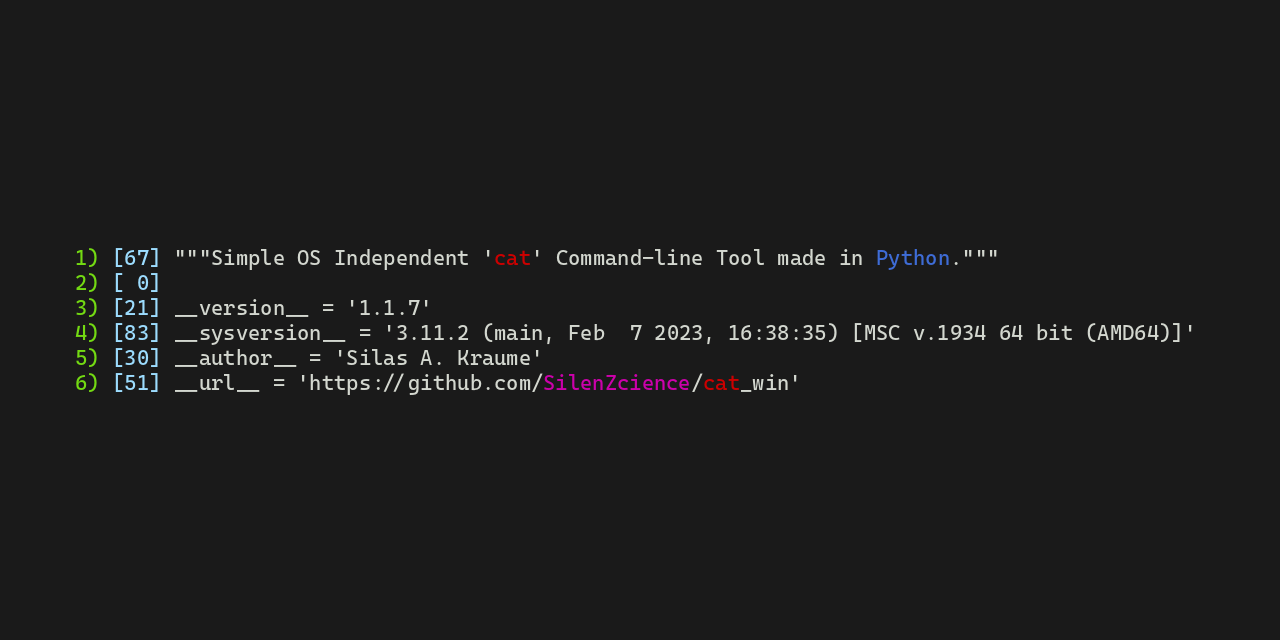 1) [67] """Simple OS Independent 'cat' Command-line Tool made in Python."""
2) [ 0]
3) [21] __version__ = '1.1.7'
4) [83] __sysversion__ = '3.11.2 (main, Feb  7 2023, 16:38:35) [MSC v.1934 64 bit (AMD64)]'
5) [30] __author__ = 'Silas A. Kraume'
6) [51] __url__ = 'https://github.com/SilenZcience/cat_win'